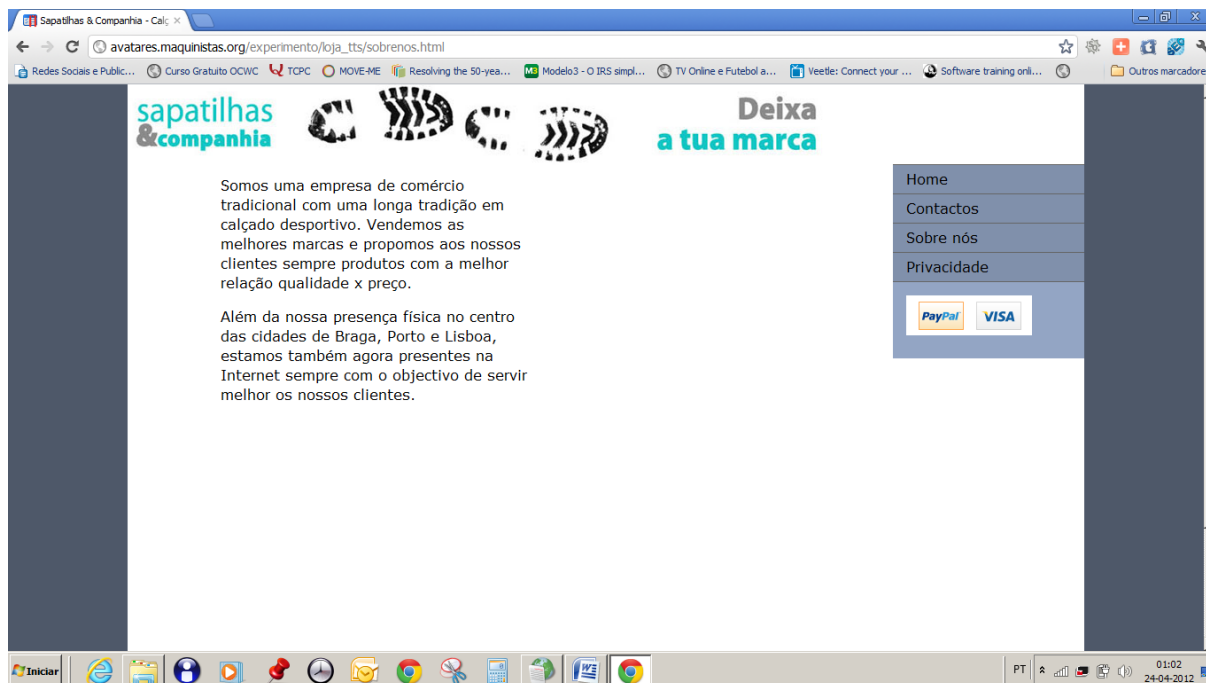 Sapatilhas & Companhia - Calç
avatares.maquinistas.org/experimento/loja_tts/sobrenos.html
Redes Sociais e Public... Curso Gratuito OCWC TCPC MOVE-ME Resolving the 50-yea... Modelo3 - O IRS simpl... TV Online e Futebol a... Veetle: Connect your ... Software training onli... Outros marcadore
sapatilhas
&companhia
Deixa
a tua marca
Somos uma empresa de comércio
tradicional com uma longa tradição em
calçado desportivo. Vendemos as
melhores marcas e propomos aos nossos
clientes sempre produtos com a melhor
relação qualidade x preço.
Além da nossa presença física no centro
das cidades de Braga, Porto e Lisboa,
estamos também agora presentes na
Internet sempre com o objectivo de servir
melhor os nossos clientes.
Home
Contactos
Sobre nós
Privacidade
PayPal VISA
Iniciar
PT
01:02
24-04-2012